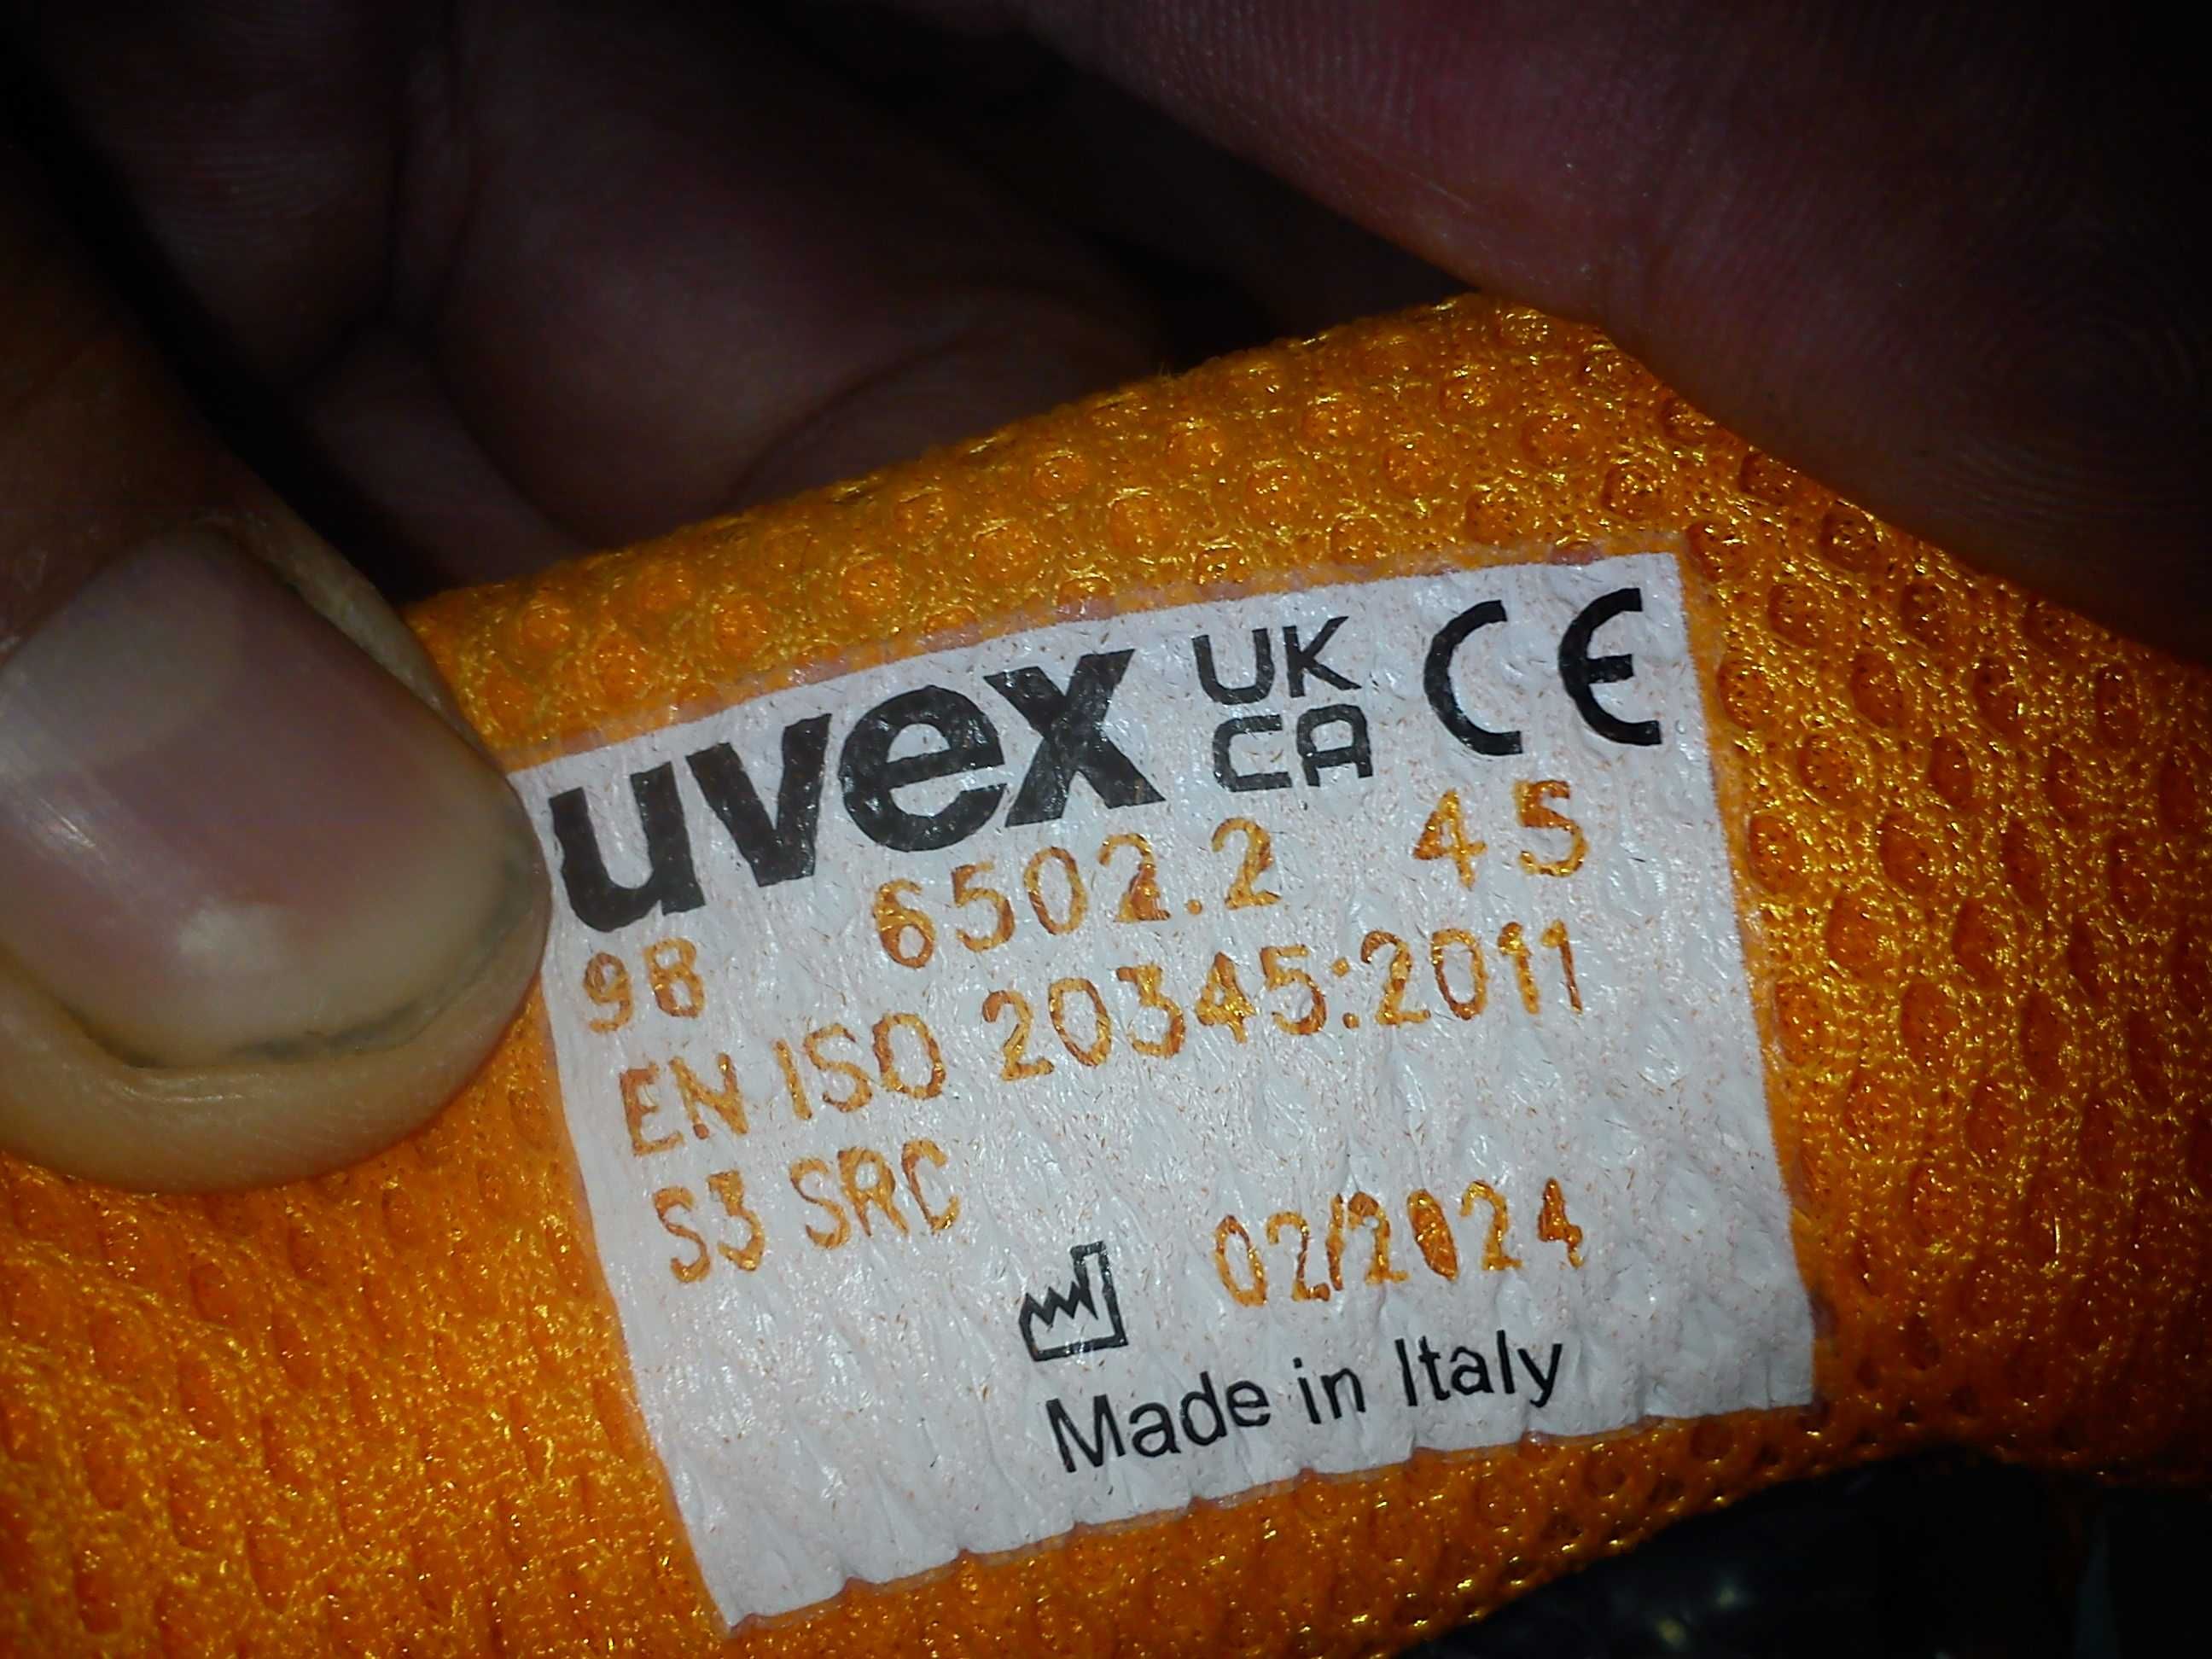 uvex UK CA CE
6502.2 45
98
EN ISO 20345:2011
S3 SRC
02/2024
Made in Italy